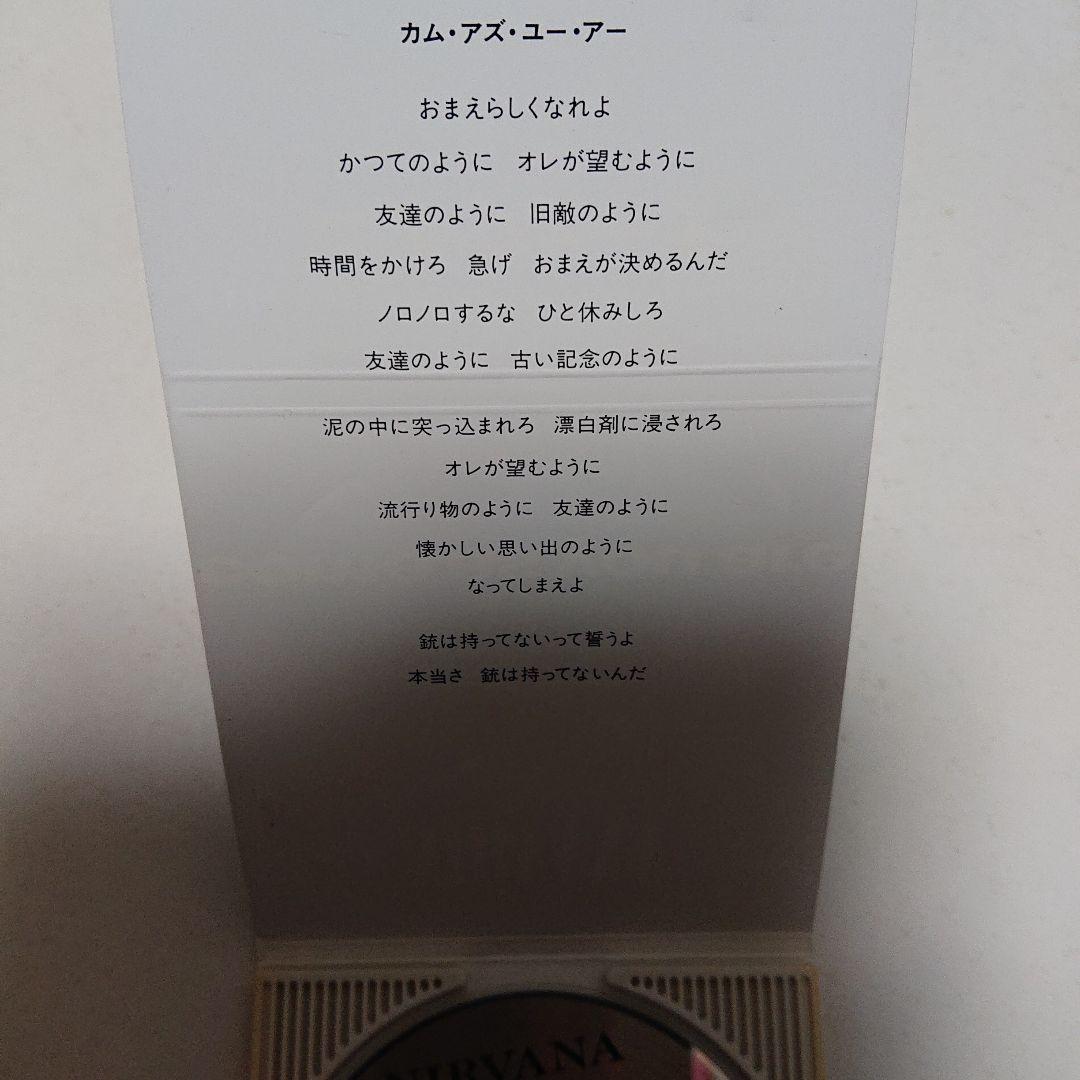 カム・アズ・ユー・アー
おまえらしくなれよ
かつてのように　オレが望むように
友達のように　旧敵のように
時間をかけろ　急げ　おまえが決めるんだ
ノロノロするな　ひと休みしろ
友達のように　古い記念のように
泥の中に突っ込まれろ　漂白剤に浸されろ
オレが望むように
流行り物のように　友達のように
懐かしい思い出のように
なってしまえよ
銃は持ってないって誓うよ
本当さ　銃は持ってないんだ
NIRVANA